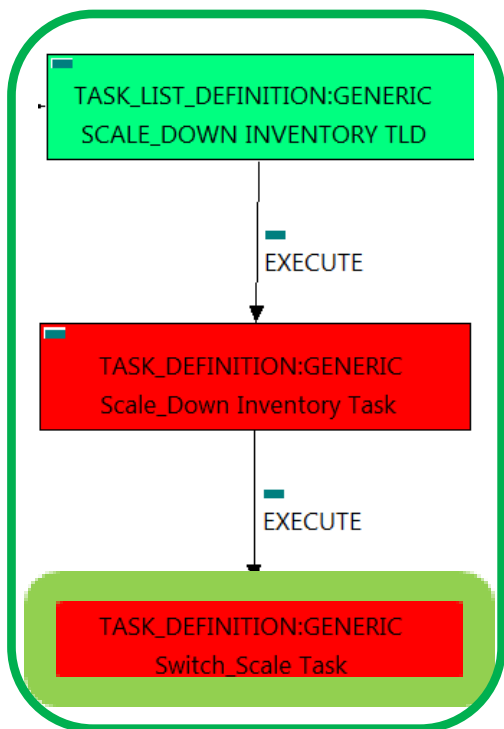 TASK_LIST_DEFINITION:GENERIC
SCALE_DOWN INVENTORY TLD
EXECUTE
TASK_DEFINITION:GENERIC
Scale_Down Inventory Task
EXECUTE
TASK_DEFINITION:GENERIC
Switch_Scale Task